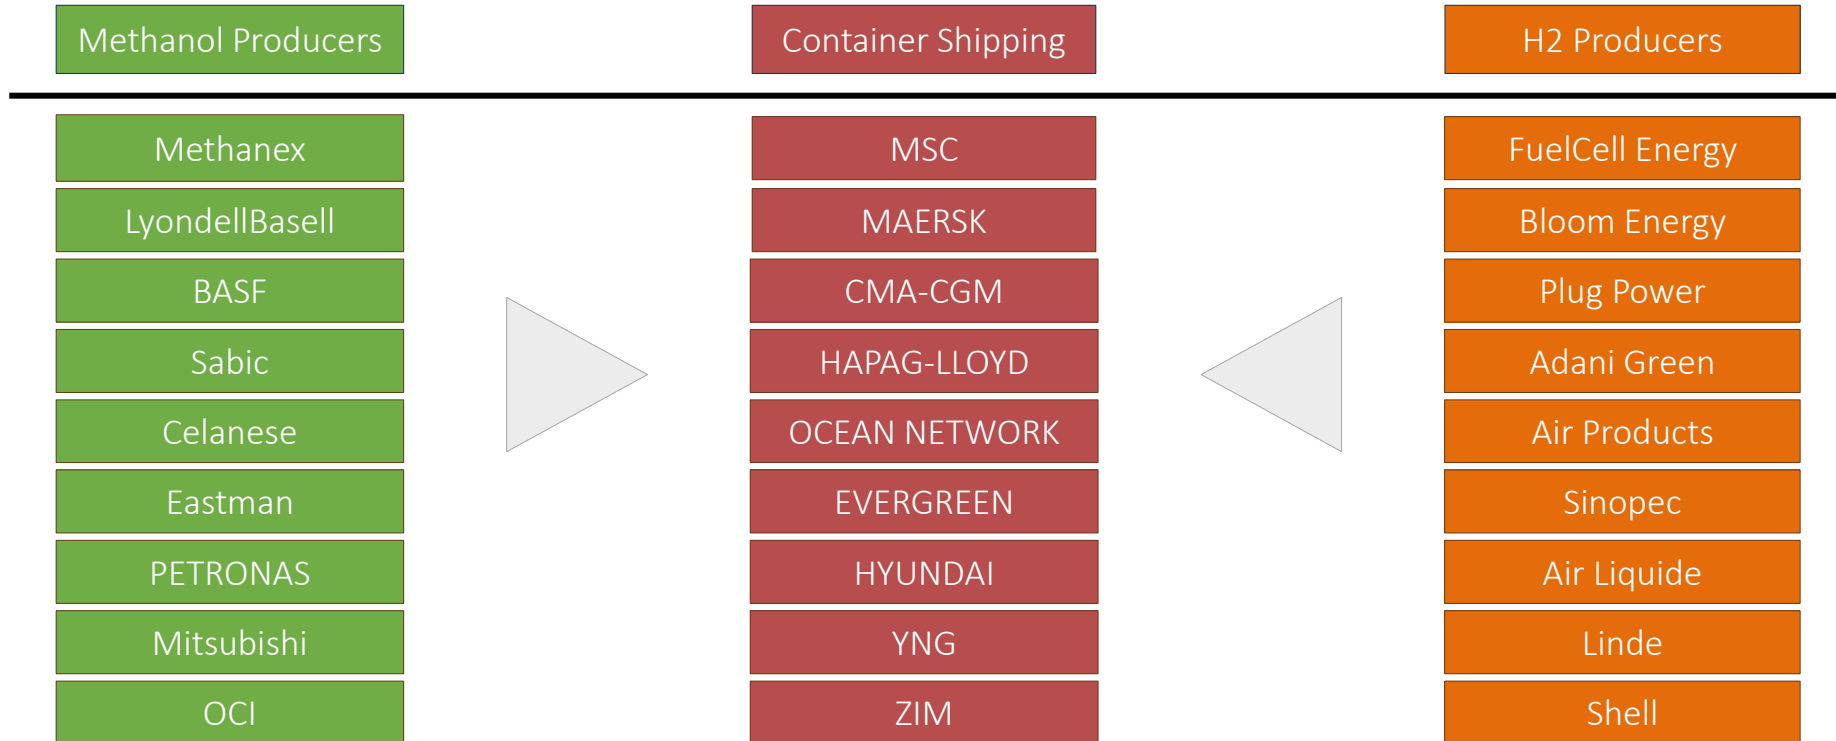 Methanol Producers
Container Shipping
H2 Producers
Methanex
MSC
FuelCell Energy
LyondellBasell
MAERSK
Bloom Energy
BASF
CMA-CGM
Plug Power
Sabic
HAPAG-LLOYD
Adani Green
Celanese
OCEAN NETWORK
Air Products
Eastman
EVERGREEN
Sinopec
PETRONAS
HYUNDAI
Air Liquide
Mitsubishi
YNG
Linde
OCI
ZIM
Shell